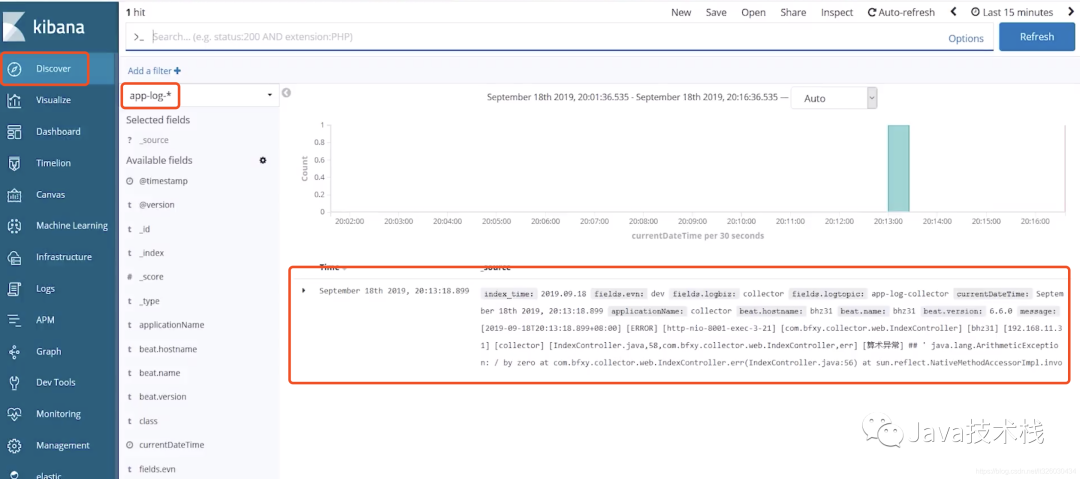 1 hit
New Save Open Share Inspect Auto-refresh Last 15 minutes
kibana
>_ Search... (e.g. status:200 AND extension:PHP) Options Refresh
Discover
Visualize
Dashboard
Timelion
Canvas
Machine Learning
Infrastructure
Logs
APM
Graph
Dev Tools
Monitoring
Management
elastic
Add a filter +
app-log-*
Selected fields
? _source
Available fields
@timestamp
t @version
t _id
t _index
# _score
t _type
t applicationName
t beat.hostname
t beat.name
t beat.version
t class
currentDateTime
t fields.evn
September 18th 2019, 20:01:36.535 - September 18th 2019, 20:16:36.535 — Auto
Count
1
0.8
0.6
0.4
0.2
0
20:02:00 20:03:00 20:04:00 20:05:00 20:06:00 20:07:00 20:08:00 20:09:00 20:10:00 20:11:00 20:12:00 20:13:00 20:14:00 20:15:00 20:16:00
currentDateTime per 30 seconds
Time _source
September 18th 2019, 20:13:18.899
index_time: 2019.09.18 fields.evn: dev fields.logbiz: collector fields.logtopic: app-log-collector currentDateTime: Septem
ber 18th 2019, 20:13:18.899 applicationName: collector beat.hostname: bhz31 beat.name: bhz31 beat.version: 6.6.0 message:
[2019-09-18T20:13:18.899+08:00] [ERROR] [http-nio-8001-exec-3-21] [com.bfxy.collector.web.IndexController] [bhz31] [192.168.11.3
1] [collector] [IndexController.java,58,com.bfxy.collector.web.IndexController,err] [算术异常] ## ' java.lang.ArithmeticExceptio
n: / by zero at com.bfxy.collector.web.IndexController.err(IndexController.java:56) at sun.reflect.NativeMethodAccessorImpl.invo
Java技术栈